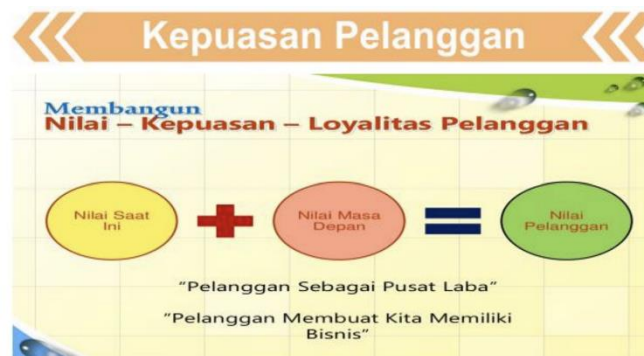 Kepuasan Pelanggan
Membangun
Nilai – Kepuasan – Loyalitas Pelanggan
Nilai Saat
Ini
Nilai Masa
Depan
Nilai
Pelanggan
“Pelanggan Sebagai Pusat Laba”
“Pelanggan Membuat Kita Memiliki
Bisnis”